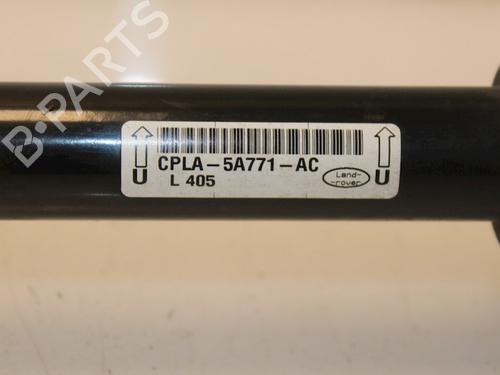 B·PARTS
CPLA-5A771-AC
L 405
Land-
-rover
U
U